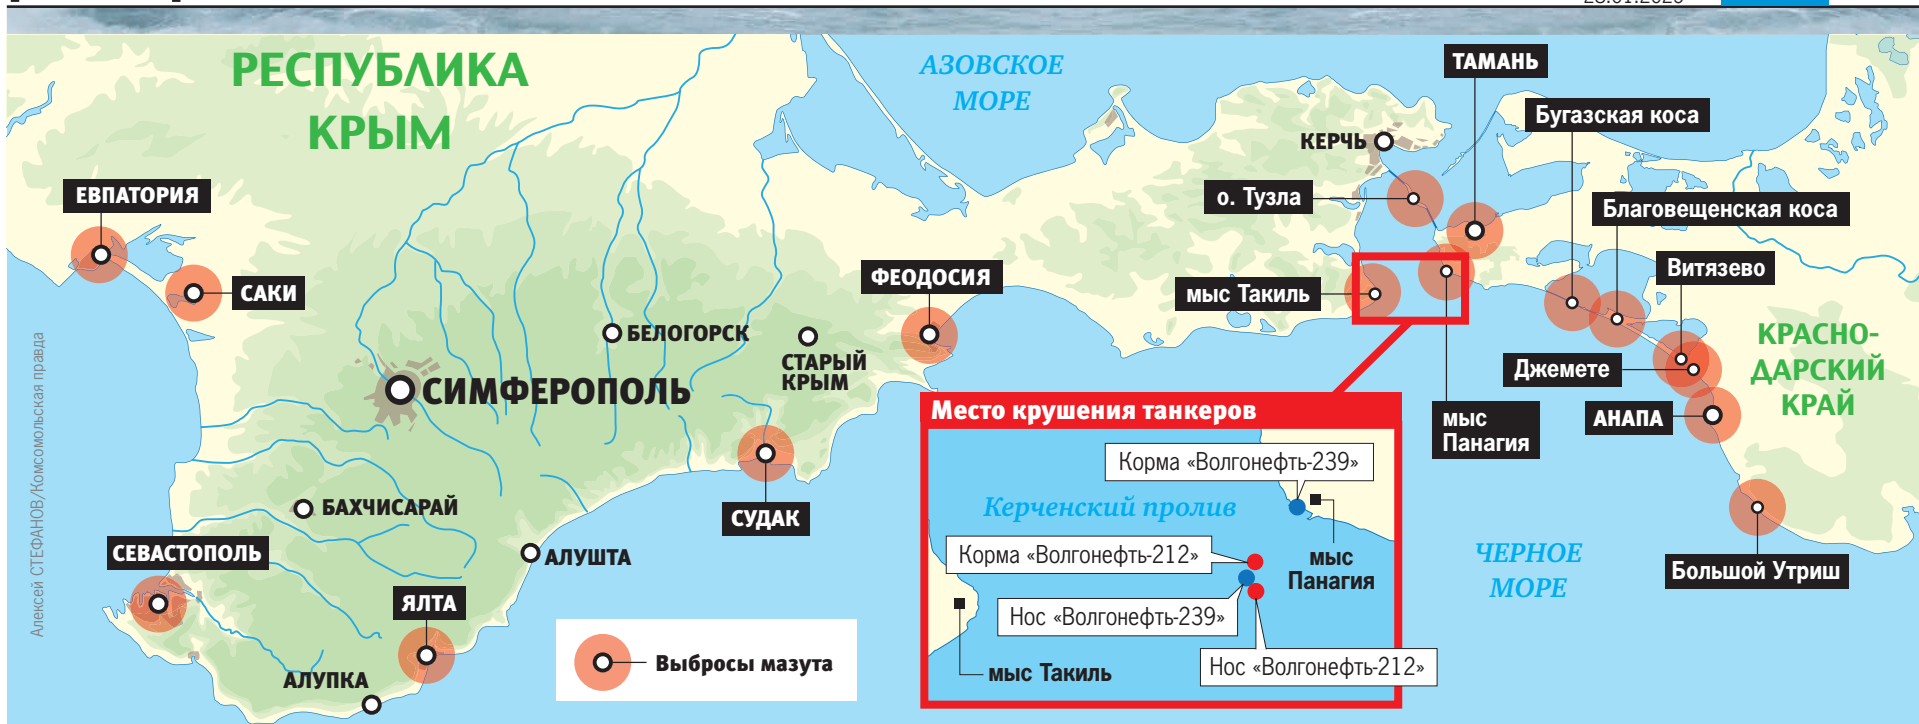 РЕСПУБЛИКА
КРЫМ
АЗОВСКОЕ
МОРЕ
ТАМАНЬ
Бугазская коса
КЕРЧЬ
ЕВПАТОРИЯ
о. Тузла
Благовещенская коса
САКИ
ФЕОДОСИЯ
мыс Такиль
Витязево
БЕЛОГОРСК
СТАРЫЙ
КРЫМ
КРАСНО-
ДАРСКИЙ
КРАЙ
Джемете
СИМФЕРОПОЛЬ
Место крушения танкеров
мыс
Панагия
АНАПА
Корма «Волгонефть-239»
Керченский пролив
БАХЧИСАРАЙ
СУДАК
СЕВАСТОПОЛЬ
АЛУШТА
Корма «Волгонефть-212»
мыс
Панагия
ЧЕРНОЕ
МОРЕ
Большой Утриш
ЯЛТА
Нос «Волгонефть-239»
Выбросы мазута
Нос «Волгонефть-212»
мыс Такиль
АЛУПКА
Алексей СТЕФАНОВ/Комсомольская правда